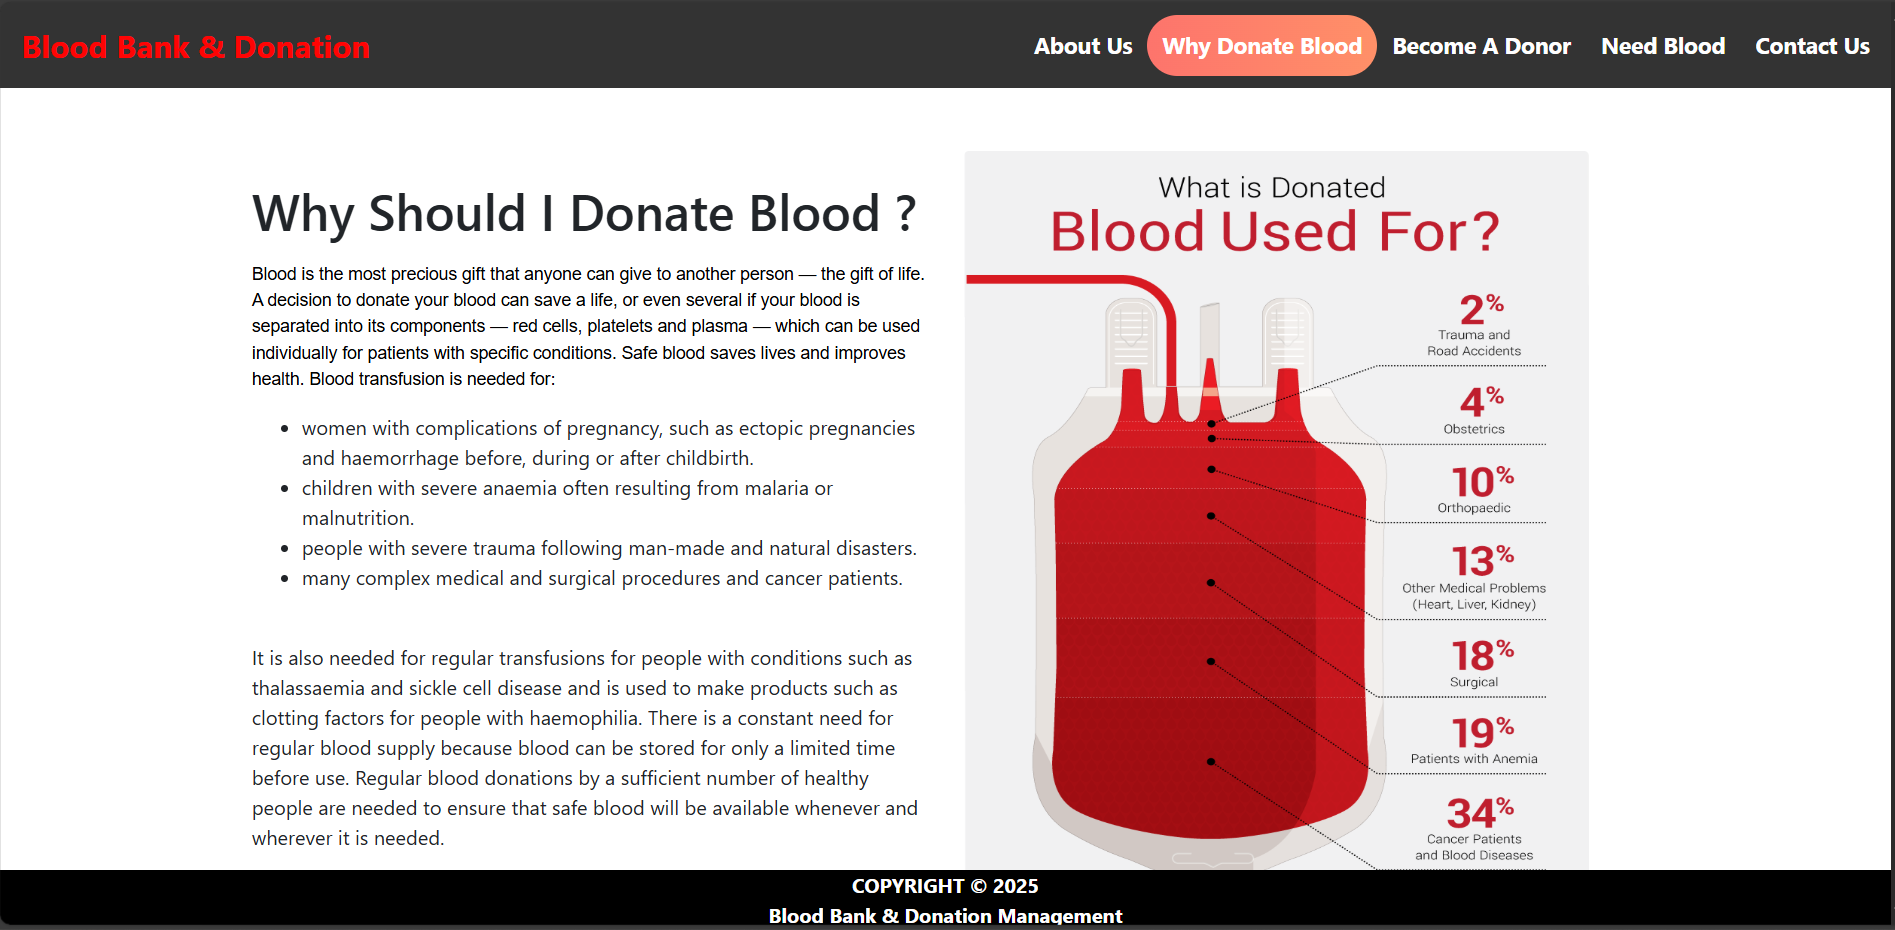 Blood Bank & Donation
About Us
Why Donate Blood
Become A Donor
Need Blood
Contact Us
Why Should I Donate Blood ?
Blood is the most precious gift that anyone can give to another person — the gift of life.
A decision to donate your blood can save a life, or even several if your blood is
separated into its components — red cells, platelets and plasma — which can be used
individually for patients with specific conditions. Safe blood saves lives and improves
health. Blood transfusion is needed for:
• women with complications of pregnancy, such as ectopic pregnancies
and haemorrhage before, during or after childbirth.
• children with severe anaemia often resulting from malaria or
malnutrition.
• people with severe trauma following man-made and natural disasters.
• many complex medical and surgical procedures and cancer patients.
It is also needed for regular transfusions for people with conditions such as
thalassaemia and sickle cell disease and is used to make products such as
clotting factors for people with haemophilia. There is a constant need for
regular blood supply because blood can be stored for only a limited time
before use. Regular blood donations by a sufficient number of healthy
people are needed to ensure that safe blood will be available whenever and
wherever it is needed.
What is Donated
Blood Used For?
2%
Trauma and
Road Accidents
4%
Obstetrics
10%
Orthopaedic
13%
Other Medical Problems
(Heart, Liver, Kidney)
18%
Surgical
19%
Patients with Anemia
34%
Cancer Patients
and Blood Diseases
COPYRIGHT © 2025
Blood Bank & Donation Management